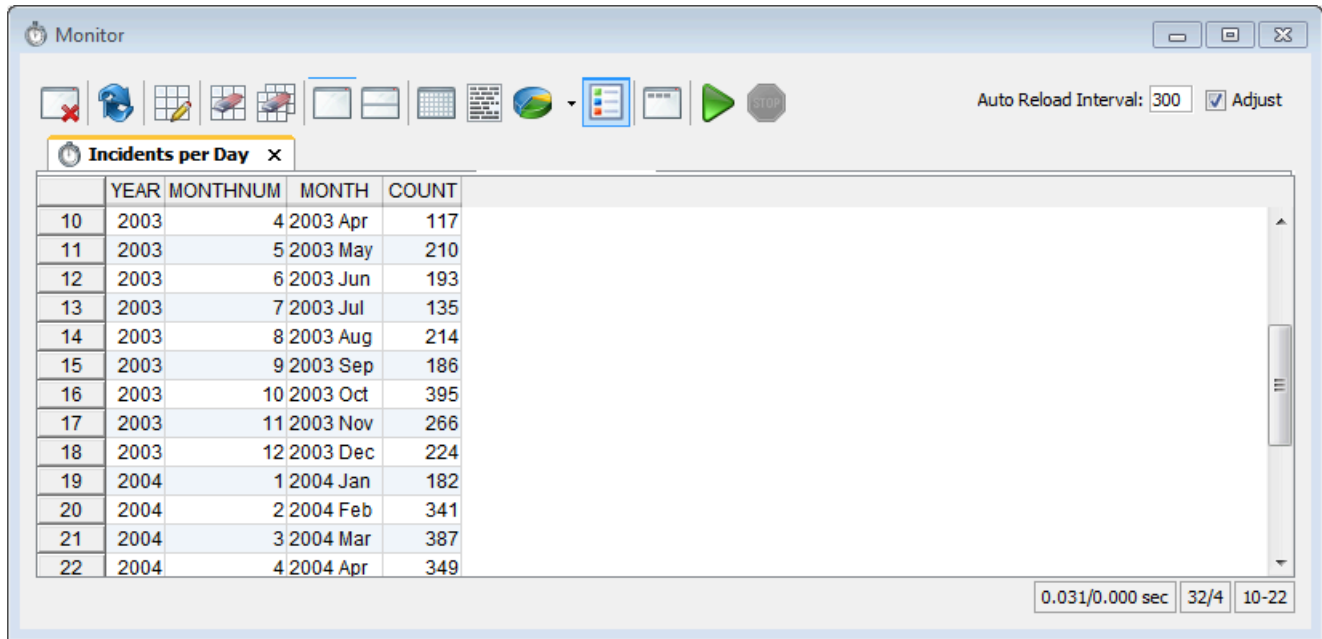 Monitor
STOP
Auto Reload Interval: 300 Adjust
Incidents per Day
YEAR MONTHNUM MONTH COUNT
10 2003 4 2003 Apr 117
11 2003 5 2003 May 210
12 2003 6 2003 Jun 193
13 2003 7 2003 Jul 135
14 2003 8 2003 Aug 214
15 2003 9 2003 Sep 186
16 2003 10 2003 Oct 395
17 2003 11 2003 Nov 266
18 2003 12 2003 Dec 224
19 2004 1 2004 Jan 182
20 2004 2 2004 Feb 341
21 2004 3 2004 Mar 387
22 2004 4 2004 Apr 349
0.031/0.000 sec 32/4 10-22